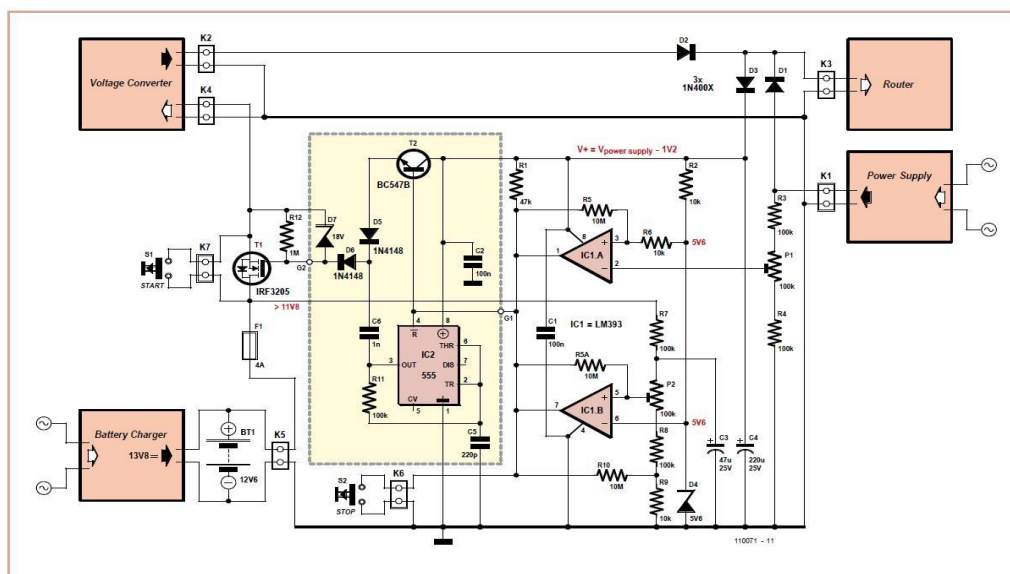 K2
Voltage Converter
K4
D2
3x
1N400X
D3
D1
K3
Router
T2
BC547B
V+ = Vpower supply - 1V2
R1
47k
R2
10k
K1
Power Supply
D7
18V
R12
1M
D5
1N4148
D6
1N4148
G2
C2
100n
R5
10M
R6
10k
5V6
8
3
2
1
IC1.A
R3
100k
P1
100k
S1
START
K7
T1
IRF3205
> 11V8
F1
4A
G1
C1
100n
IC1 = LM393
R7
100k
R4
100k
C6
1n
4
R
8
THR
6
3
OUT
IC2
555
DIS
7
TR
2
CV
5
1
R11
100k
C5
220p
R5A
10M
7
IC1.B
5
6
4
P2
100k
5V6
R8
100k
C3
47u
25V
C4
220u
25V
Battery Charger
13V8
BT1
12V6
K5
S2
STOP
K6
R10
10M
R9
10k
D4
5V6
110071 - 11